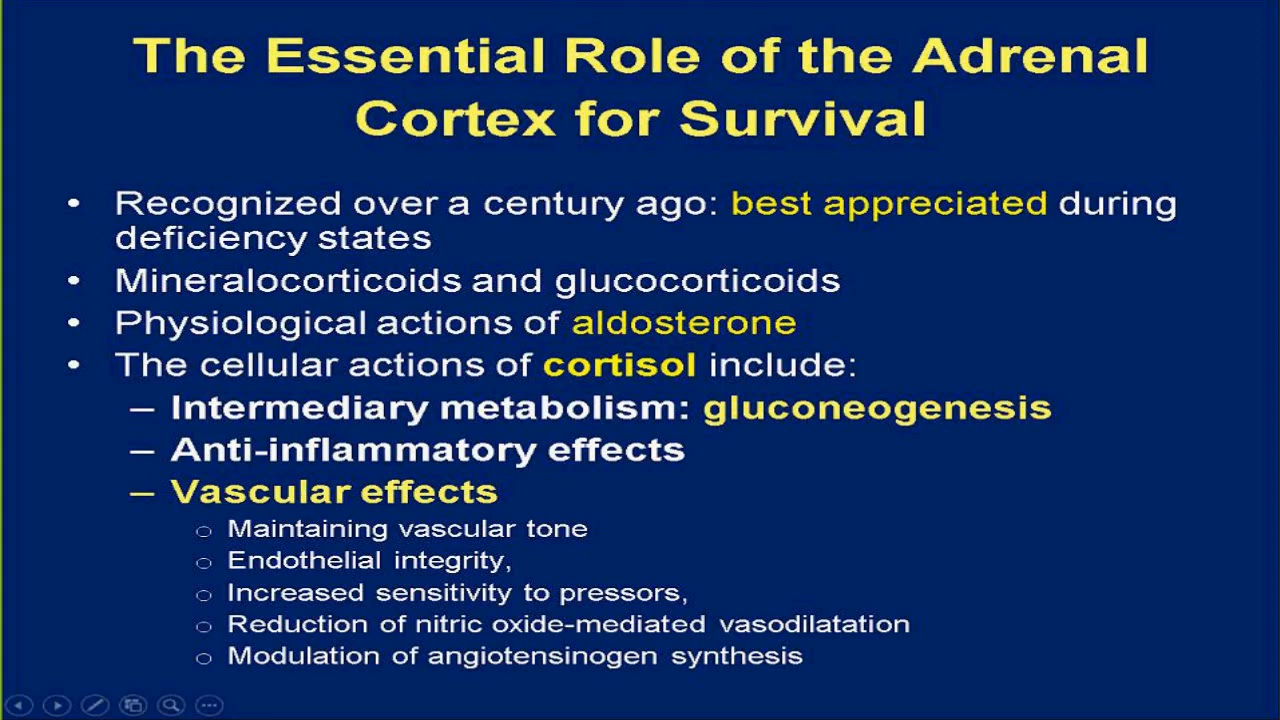 The Essential Role of the Adrenal
Cortex for Survival
• Recognized over a century ago: best appreciated during
deficiency states
• Mineralocorticoids and glucocorticoids
• Physiological actions of aldosterone
• The cellular actions of cortisol include:
– Intermediary metabolism: gluconeogenesis
– Anti-inflammatory effects
– Vascular effects
○ Maintaining vascular tone
○ Endothelial integrity,
○ Increased sensitivity to pressors,
○ Reduction of nitric oxide-mediated vasodilatation
○ Modulation of angiotensinogen synthesis